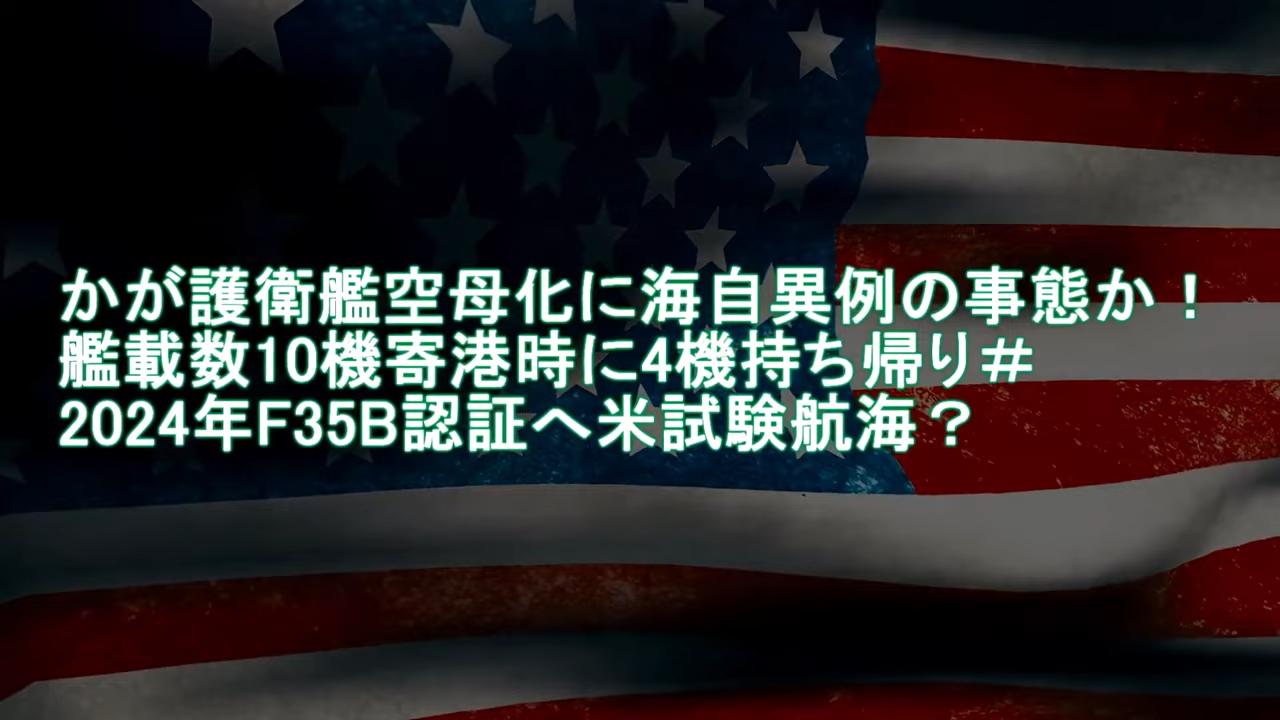 かが護衛艦空母化に海自異例の事態か！
艦載数10機寄港時に4機持ち帰り＃
2024年F35B認証へ米試験航海？